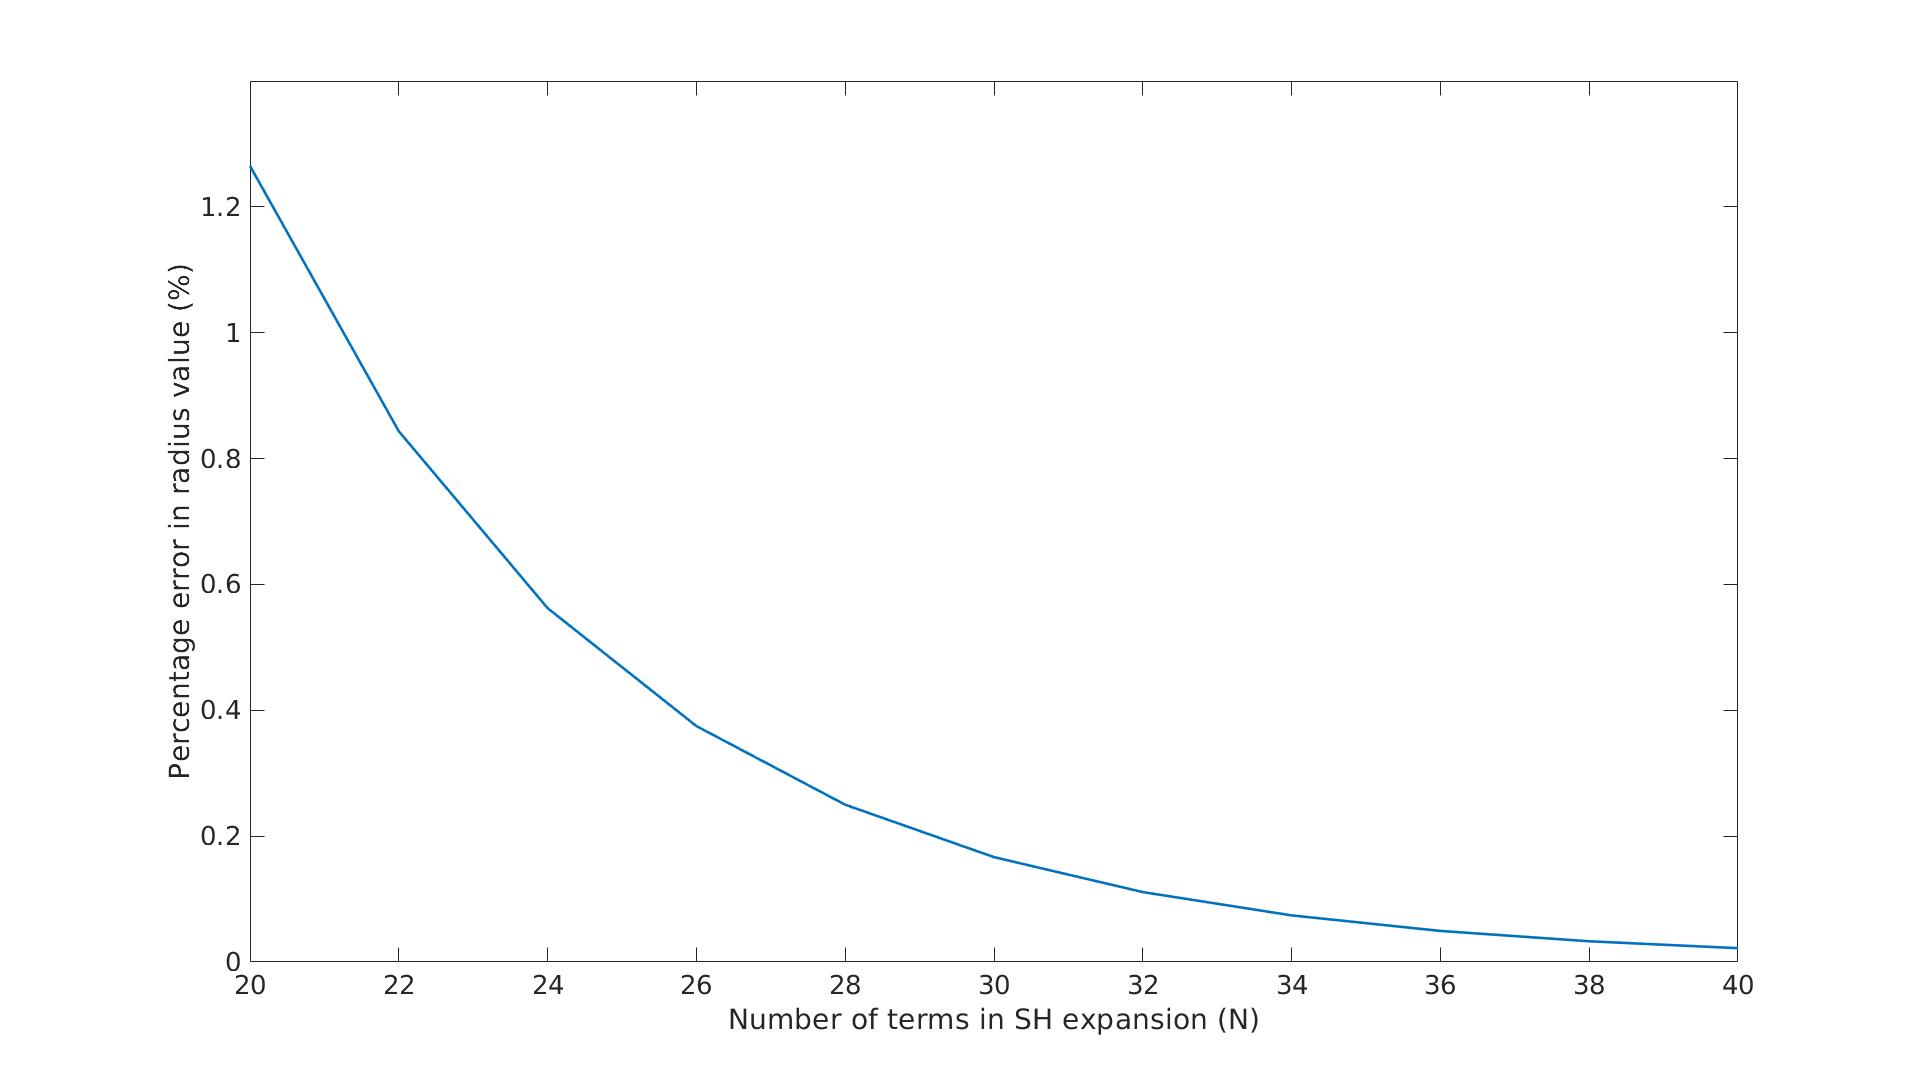 1.2
1
0.8
0.6
0.4
0.2
0
Percentage error in radius value (%)
20 22 24 26 28 30 32 34 36 38 40
Number of terms in SH expansion (N)